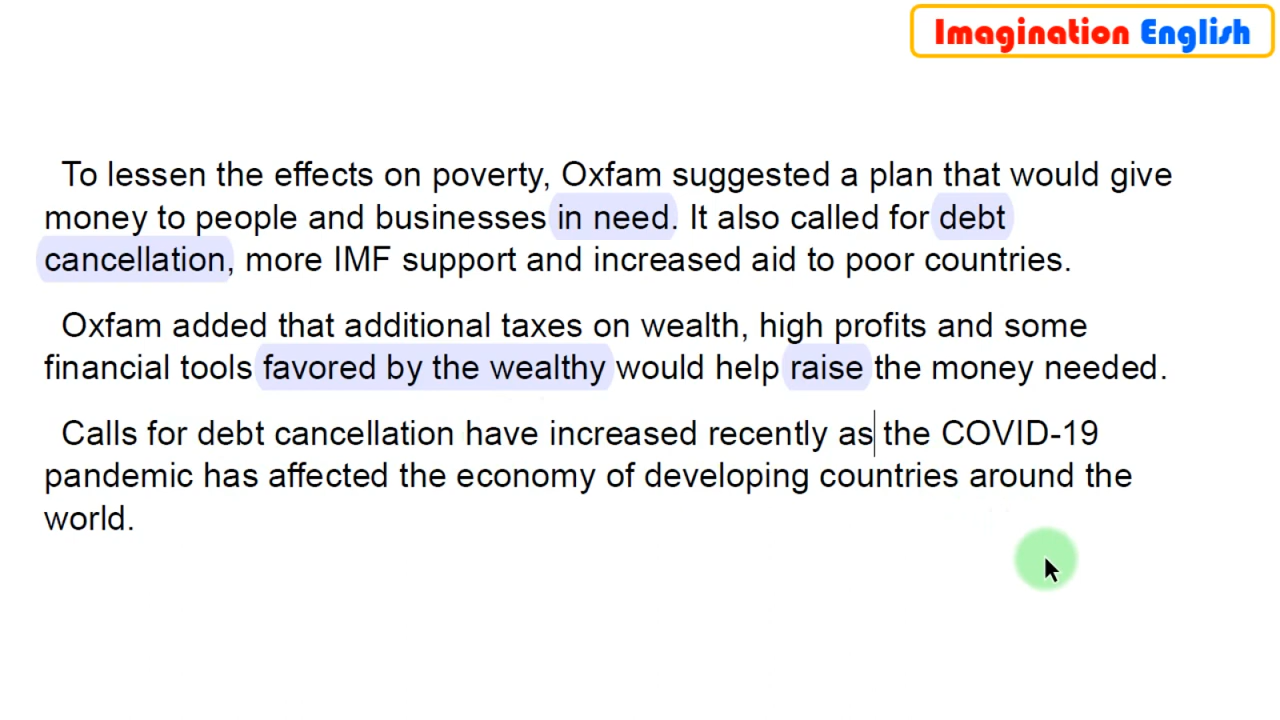 Imagination English
To lessen the effects on poverty, Oxfam suggested a plan that would give
money to people and businesses in need. It also called for debt
cancellation, more IMF support and increased aid to poor countries.
Oxfam added that additional taxes on wealth, high profits and some
financial tools favored by the wealthy would help raise the money needed.
Calls for debt cancellation have increased recently as the COVID-19
pandemic has affected the economy of developing countries around the
world.